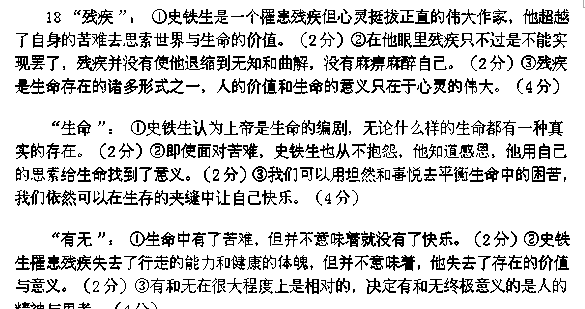 18 “残疾”：①史铁生是一个罹患残疾但心灵挺拔正直的伟大作家，他超越
了自身的苦难去思索世界与生命的价值。（2分）②在他眼里残疾只不过是不能实
现罢了，残疾并没有使他退缩到无知和曲解，没有麻痹麻醉自己。（2分）③残疾
是生命存在的诸多形式之一，人的价值和生命的意义只在于心灵的伟大。（4分）
“生命”：①史铁生认为上帝是生命的编剧，无论什么样的生命都有一种真
实的存在。（2分）②即使面对苦难，史铁生也从不抱怨，他知道感恩，他用自己
的思索给生命找到了意义。（2分）③我们可以用坦然和喜悦去平衡生命中的困苦，
我们依然可以在生存的夹缝中让自己快乐。（4分）
“有无”：①生命中有了苦难，但并不意味着就没有了快乐。（2分）②史铁
生罹患残疾失去了行走的能力和健康的体魄，但并不意味着，他失去了存在的价值
与意义。（2分）③有和无在很大程度上是相对的，决定有和无终极意义的是人的